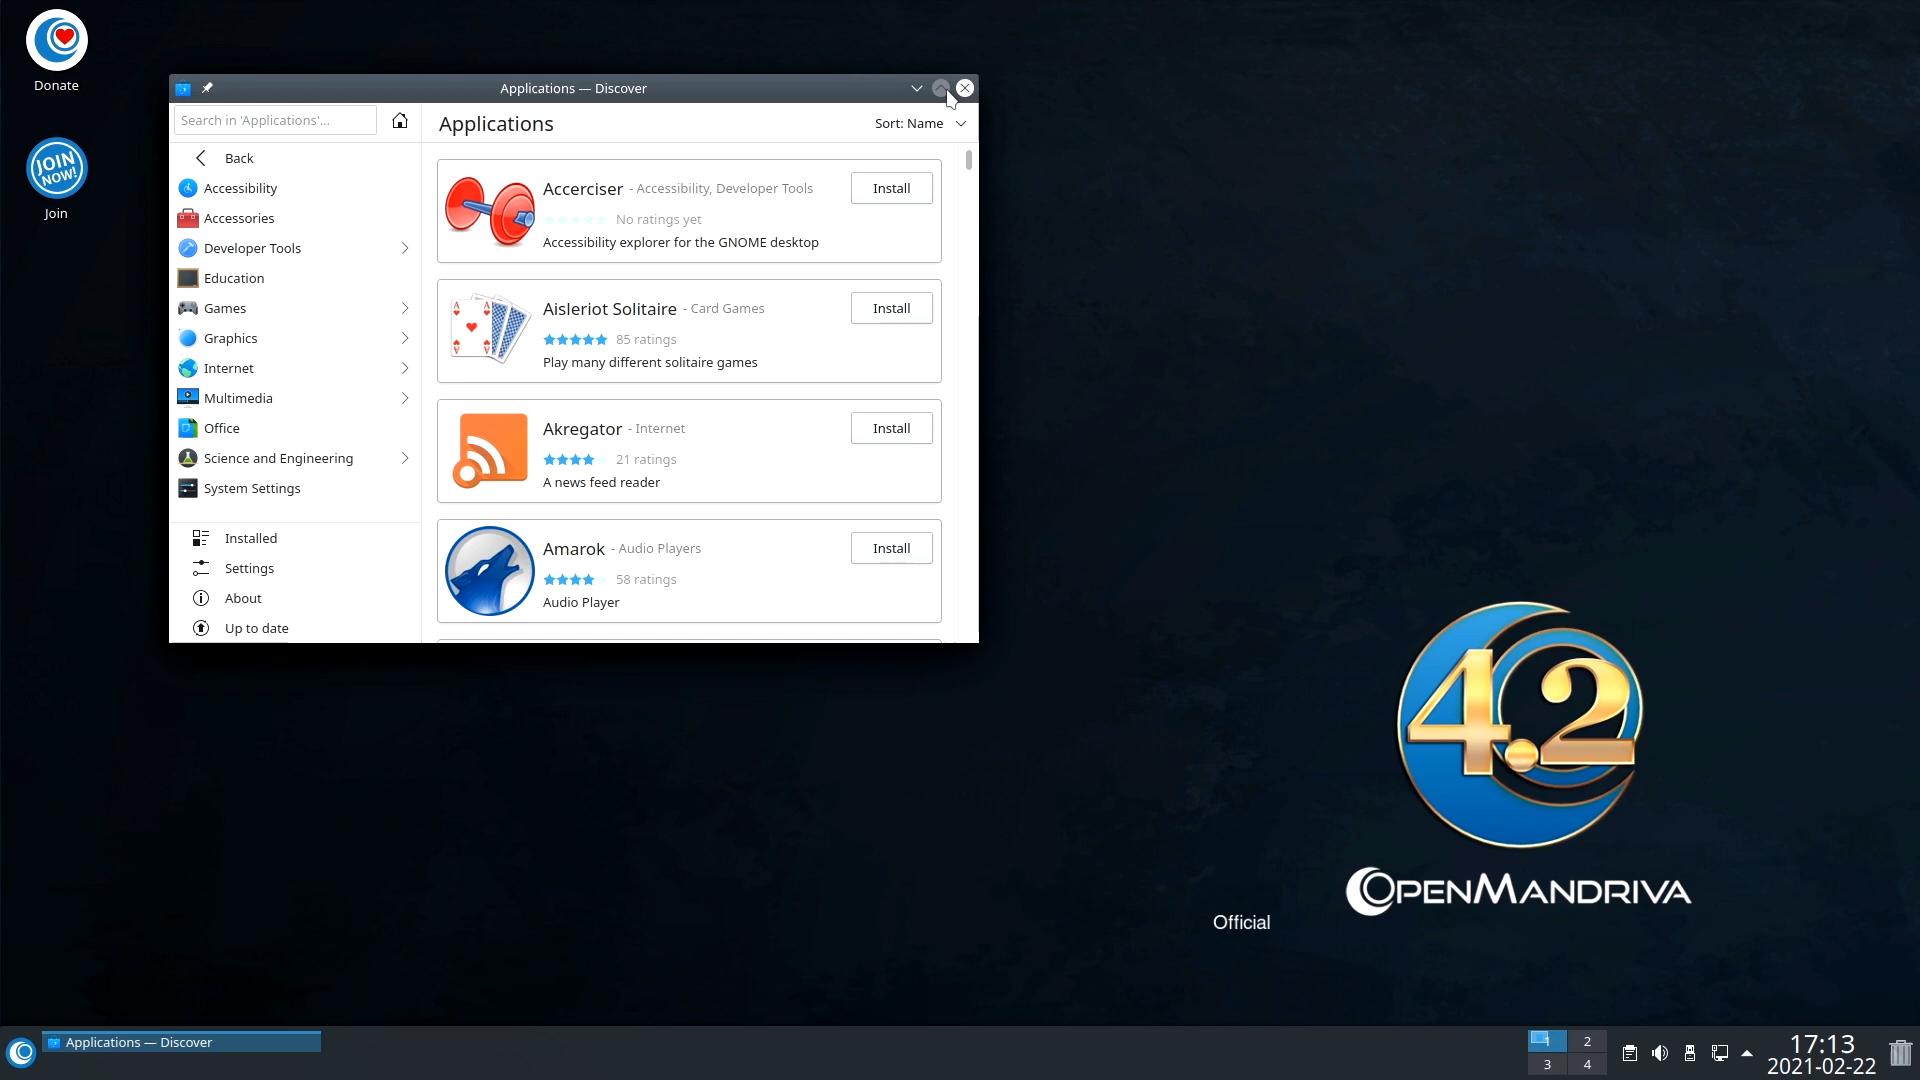 Donate
JOIN NOW!
Join
Applications — Discover
Search in 'Applications'...
Back
Accessibility
Accessories
Developer Tools
Education
Games
Graphics
Internet
Multimedia
Office
Science and Engineering
System Settings
Installed
Settings
About
Up to date
Applications
Sort: Name
Accerciser - Accessibility, Developer Tools
Install
No ratings yet
Accessibility explorer for the GNOME desktop
Aisleriot Solitaire - Card Games
Install
85 ratings
Play many different solitaire games
Akregator - Internet
Install
21 ratings
A news feed reader
Amarok - Audio Players
Install
58 ratings
Audio Player
4.2
OPENMANDRIVA
Official
Applications — Discover
1 2
3 4
17:13
2021-02-22